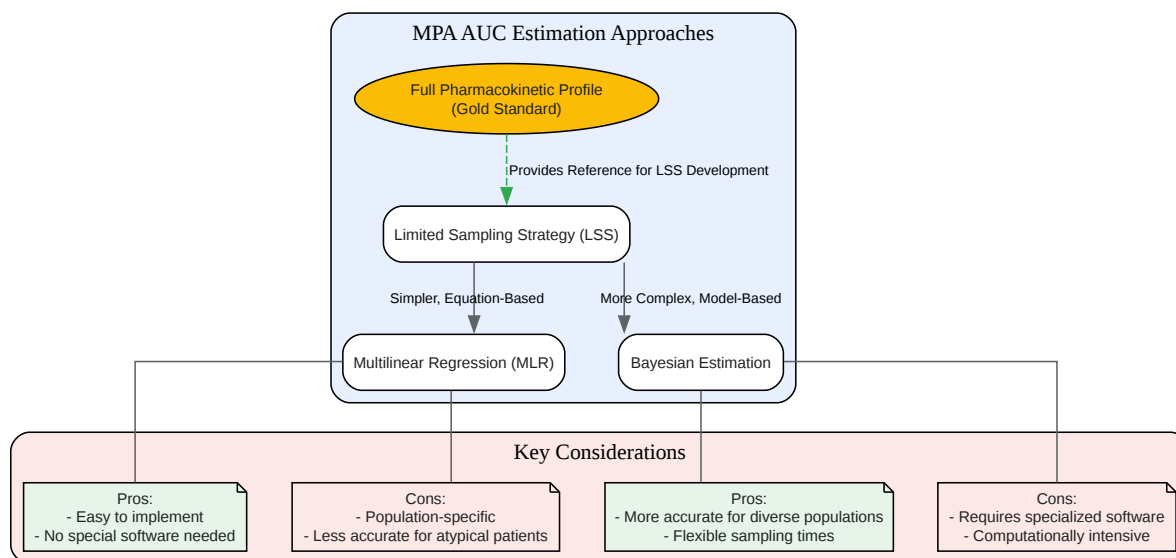 MPA AUC Estimation Approaches
Full Pharmacokinetic Profile
(Gold Standard)
Provides Reference for LSS Development
Limited Sampling Strategy (LSS)
Simpler, Equation-Based
More Complex, Model-Based
Multilinear Regression (MLR)
Bayesian Estimation
Key Considerations
Pros:
- Easy to implement
- No special software needed
Cons:
- Population-specific
- Less accurate for atypical patients
Pros:
- More accurate for diverse populations
- Flexible sampling times
Cons:
- Requires specialized software
- Computationally intensive